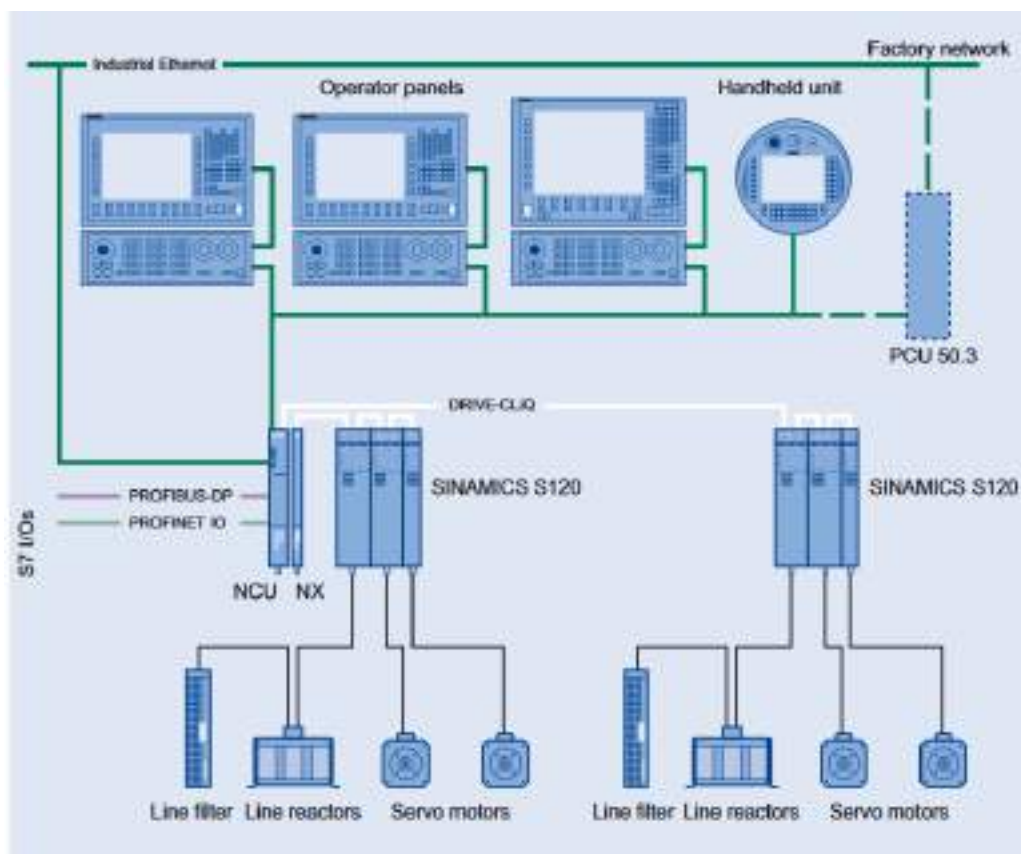 Factory network
Industrial Ethernet
Operator panels
Handheld unit
PCU 50.3
DRIVE-CLiQ
SINAMICS S120
SINAMICS S120
PROFIBUS-DP
PROFINET IO
S7 I/Os
NCU NX
Line filter Line reactors Servo motors
Line filter Line reactors Servo motors